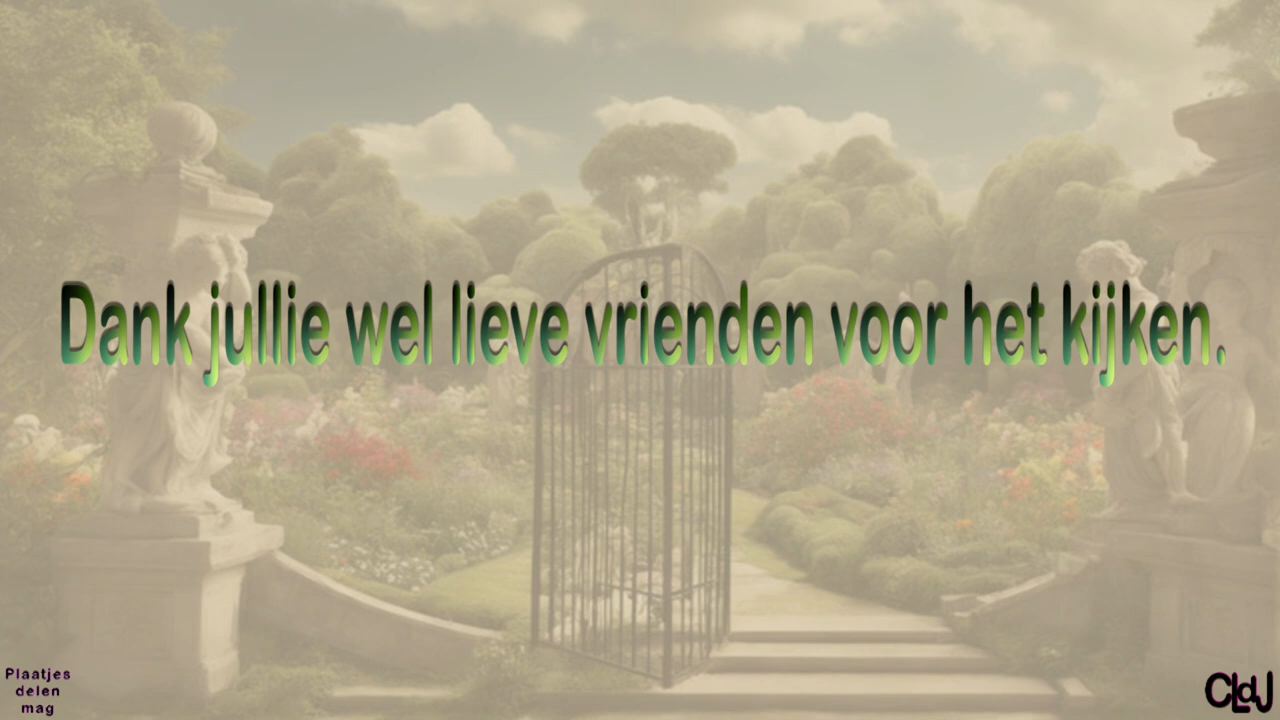 Dank jullie wel lieve vrienden voor het kijken.
Plaatjes
delen
mag
CLdJ